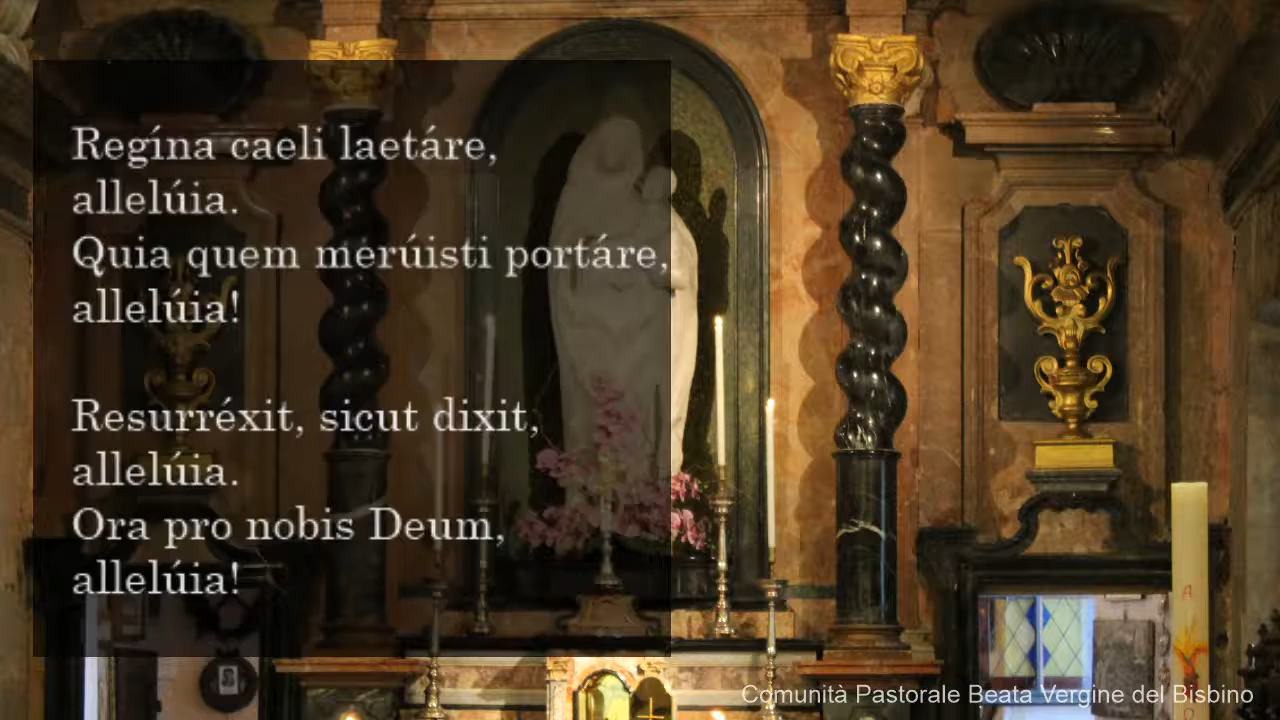 Regína caeli laetáre,
allelúia.
Quia quem merúisti portáre,
allelúia!
Resurréxit, sicut dixit,
allelúia.
Ora pro nobis Deum,
allelúia!
Comunità Pastorale Beata Vergine del Bisbino